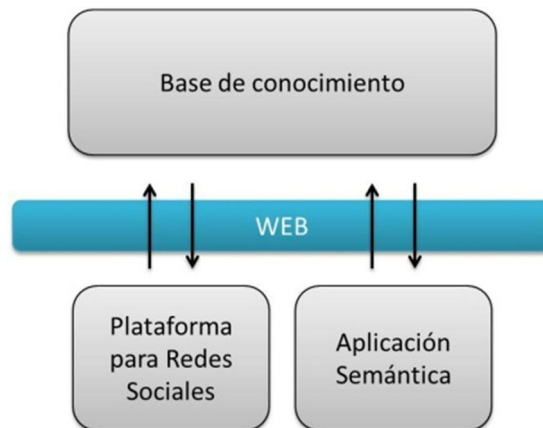 Base de conocimiento
WEB
Plataforma
para Redes
Sociales
Aplicación
Semántica